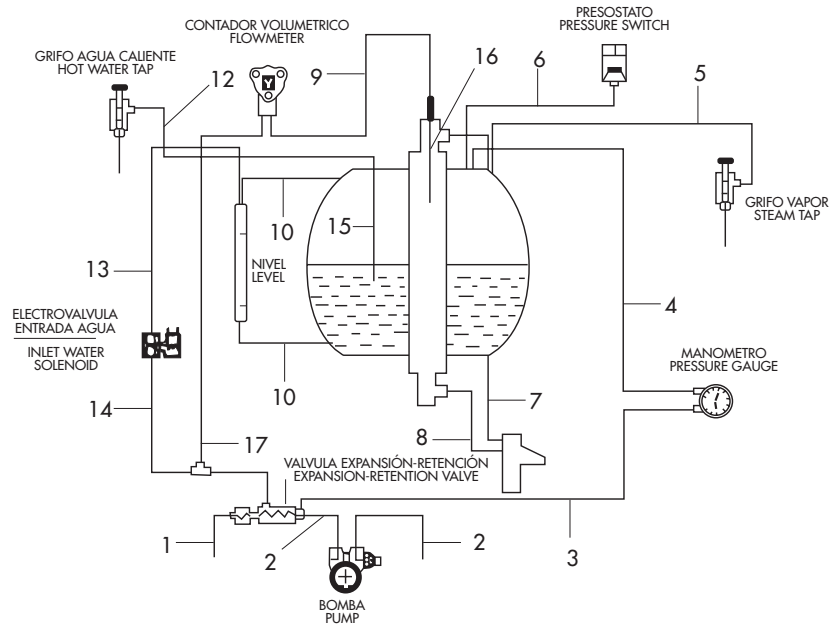 CONTADOR VOLUMETRICO
FLOWMETER
PRESOSTATO
PRESSURE SWITCH
GRIFO AGUA CALIENTE
HOT WATER TAP
12
9
16
6
5
Y
GRIFO VAPOR
STEAM TAP
10
15
NIVEL
LEVEL
13
4
ELECTROVALVULA
ENTRADA AGUA
INLET WATER
SOLENOID
MANOMETRO
PRESSURE GAUGE
10
7
14
8
17
VALVULA EXPANSIÓN-RETENCIÓN
EXPANSION-RETENTION VALVE
1
2
2
3
BOMBA
PUMP